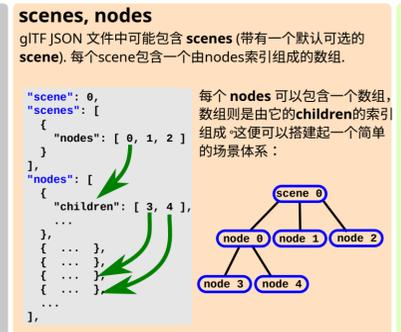 scenes, nodes
glTF JSON 文件中可能包含 scenes (带有一个默认可选的
scene). 每个scene包含一个由nodes索引组成的数组.
"scene": 0,
"scenes": [
{
"nodes": [ 0, 1, 2 ]
}
],
"nodes": [
{
"children": [ 3, 4 ],
...
},
{ ... },
{ ... },
{ ... },
{ ... },
...
],
每个 nodes 可以包含一个数组，
数组则是由它的children的索引
组成。这便可以搭建起一个简单
的场景体系：
scene 0
node 0 node 1 node 2
node 3 node 4